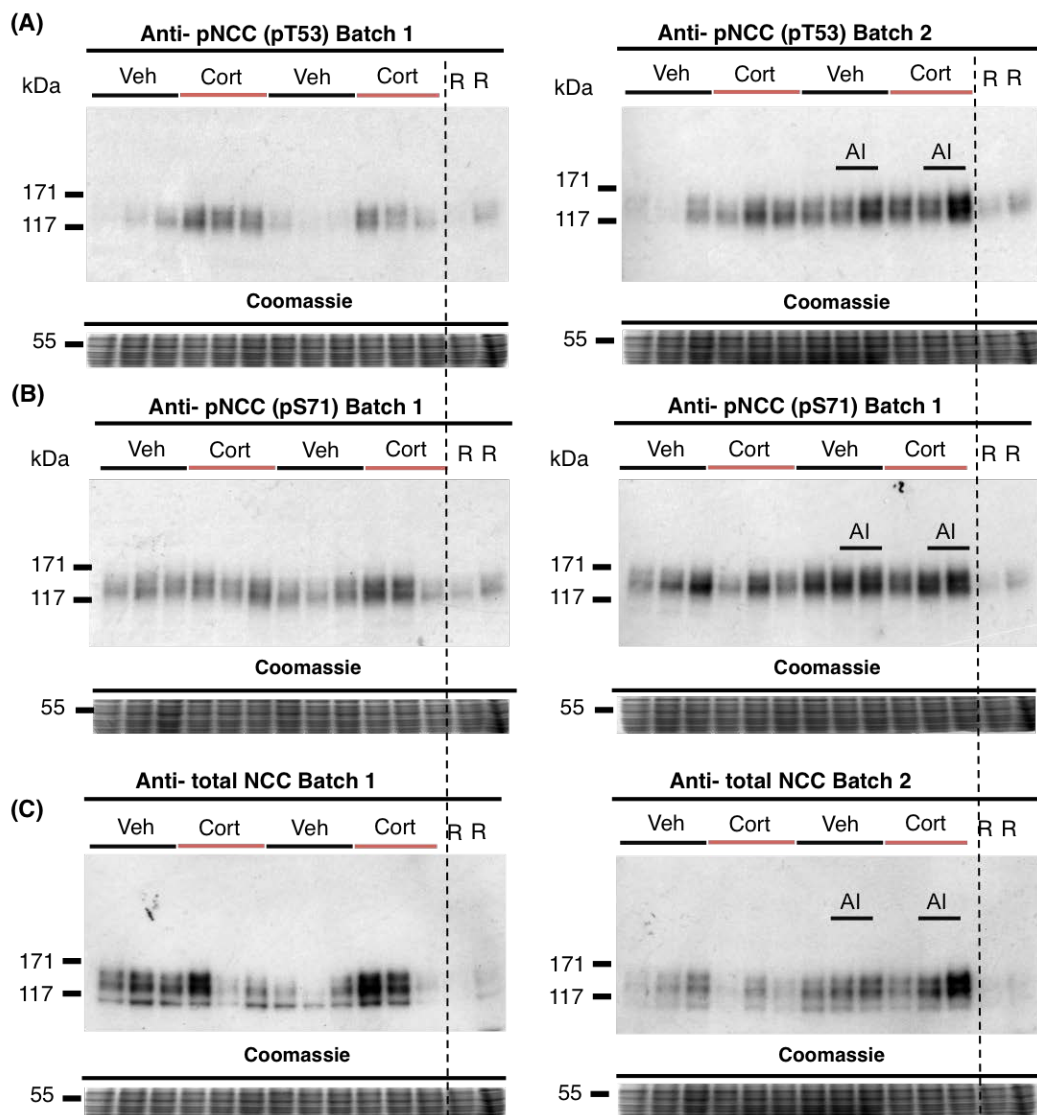 (A)
Anti- pNCC (pT53) Batch 1
Veh Cort Veh Cort R R
kDa
171
117
Coomassie
55
Anti- pNCC (pT53) Batch 2
Veh Cort Veh Cort R R
kDa
AI AI
171
117
Coomassie
55
(B)
Anti- pNCC (pS71) Batch 1
Veh Cort Veh Cort R R
kDa
171
117
Coomassie
55
Anti- pNCC (pS71) Batch 1
Veh Cort Veh Cort R R
kDa
AI AI
171
117
Coomassie
55
(C)
Anti- total NCC Batch 1
Veh Cort Veh Cort R R
171
117
Coomassie
55
Anti- total NCC Batch 2
Veh Cort Veh Cort R R
AI AI
171
117
Coomassie
55